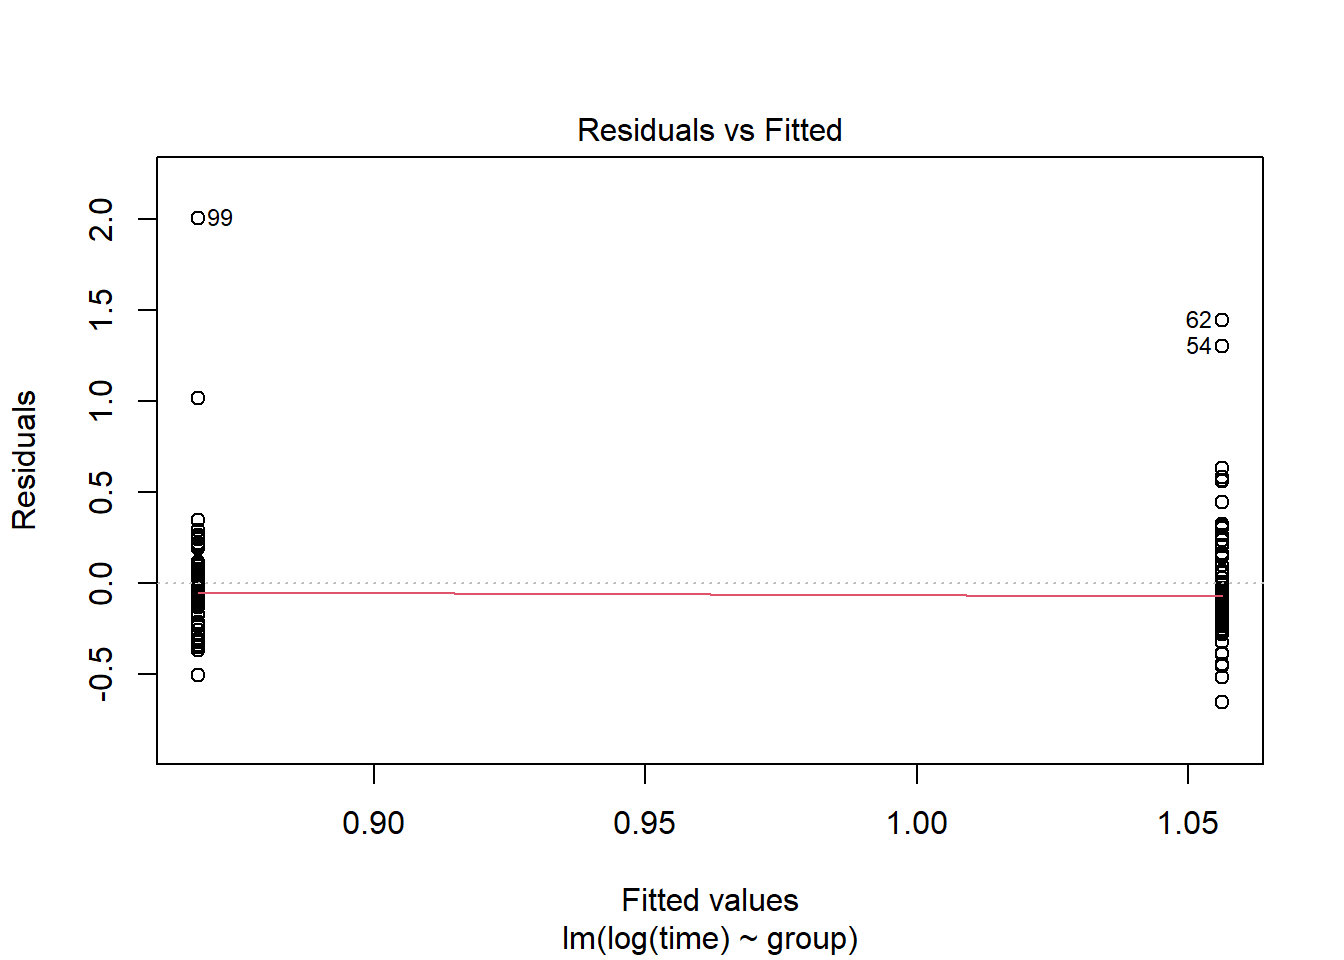 Residuals vs Fitted
Residuals
2.0
1.5
1.0
0.5
0.0
-0.5
99
62
54
0.90 0.95 1.00 1.05
Fitted values
lm(log(time) ~ group)